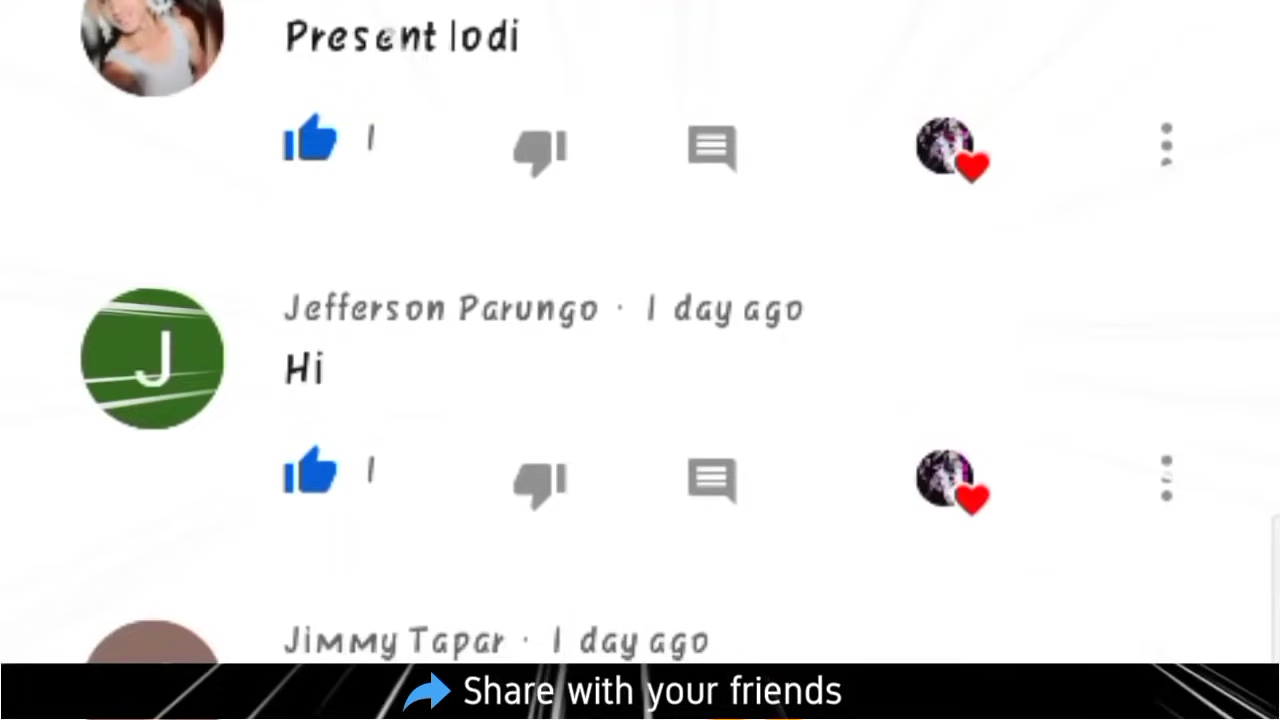 Present lodi
1
Jefferson Parungo · 1 day ago
J
Hi
1
Jimmy Tapar · 1 day ago
Share with your friends